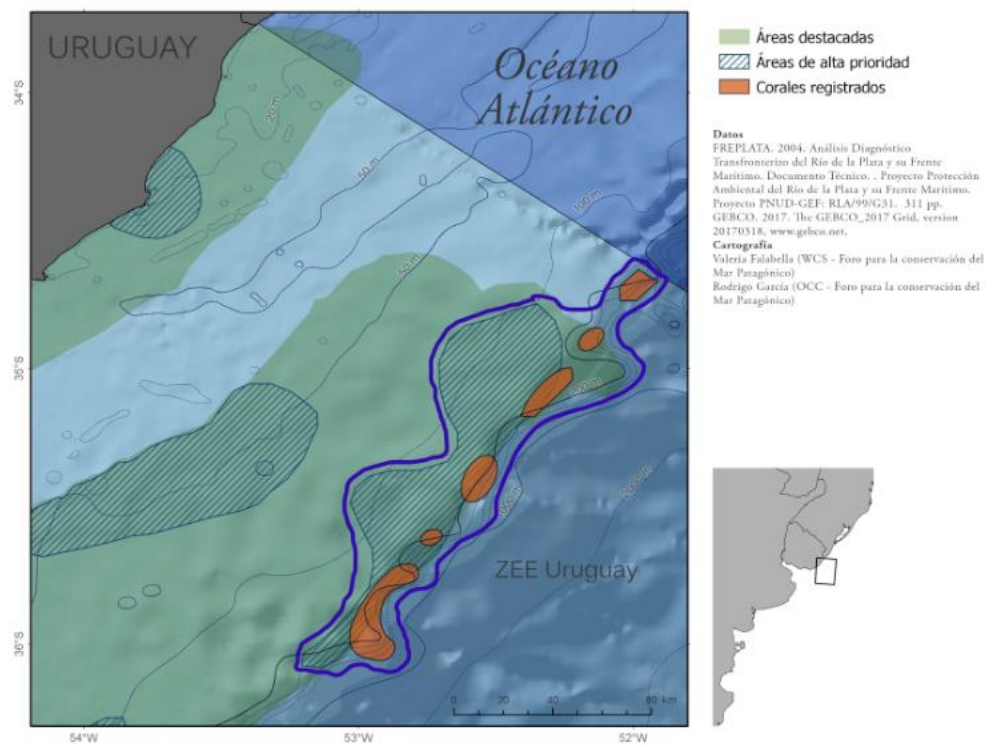 URUGUAY
Océano
Atlántico
34°S
35°S
36°S
20 m
50 m
100 m
50 m
2000 m
ZEE Uruguay
0 20 40 80 km
54°W
53°W
52°W
Áreas destacadas
Áreas de alta prioridad
Corales registrados
Datos
FREPLATA. 2004. Análisis Diagnóstico
Transfronterizo del Río de la Plata y su Frente
Marítimo. Documento Técnico. . Proyecto Protección
Ambiental del Río de la Plata y su Frente Marítimo.
Proyecto PNUD-GEF: RLA/99/G31. 311 pp.
GEBCO, 2017. The GEBCO_2017 Grid, version
20170318, www.gebco.net.
Cartografía
Valeria Falabella (WCS - Foro para la conservación del
Mar Patagónico)
Rodrigo García (OCC - Foro para la conservación del
Mar Patagónico)